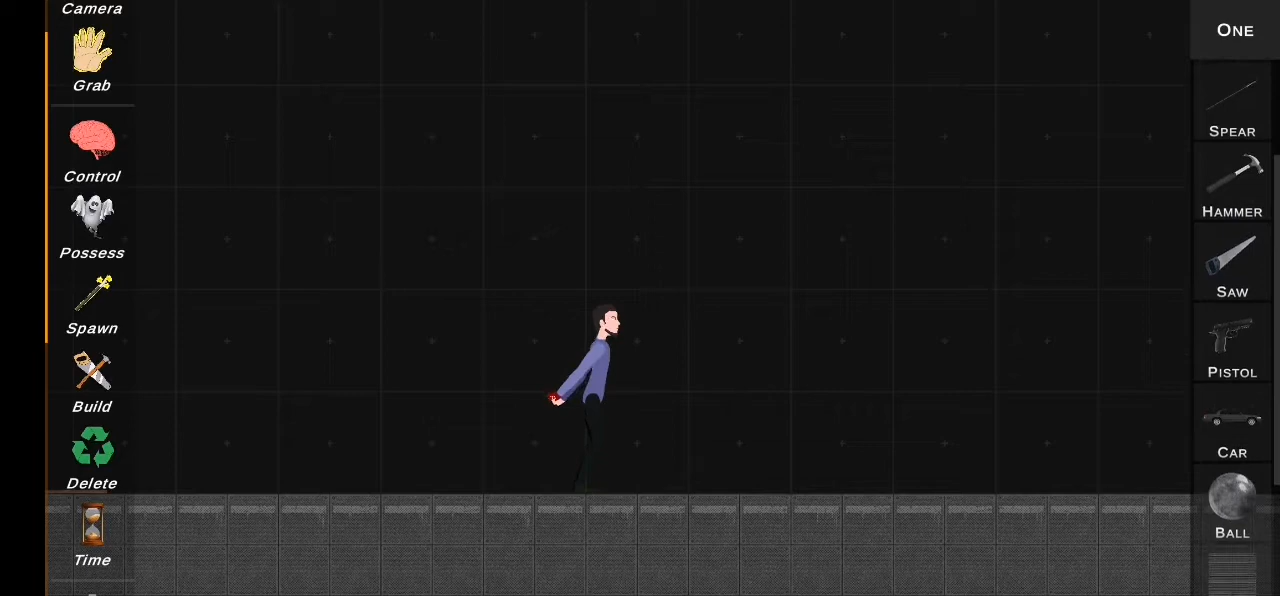 Camera
Grab
Control
Possess
Spawn
Build
Delete
Time
ONE
SPEAR
HAMMER
SAW
PISTOL
CAR
BALL